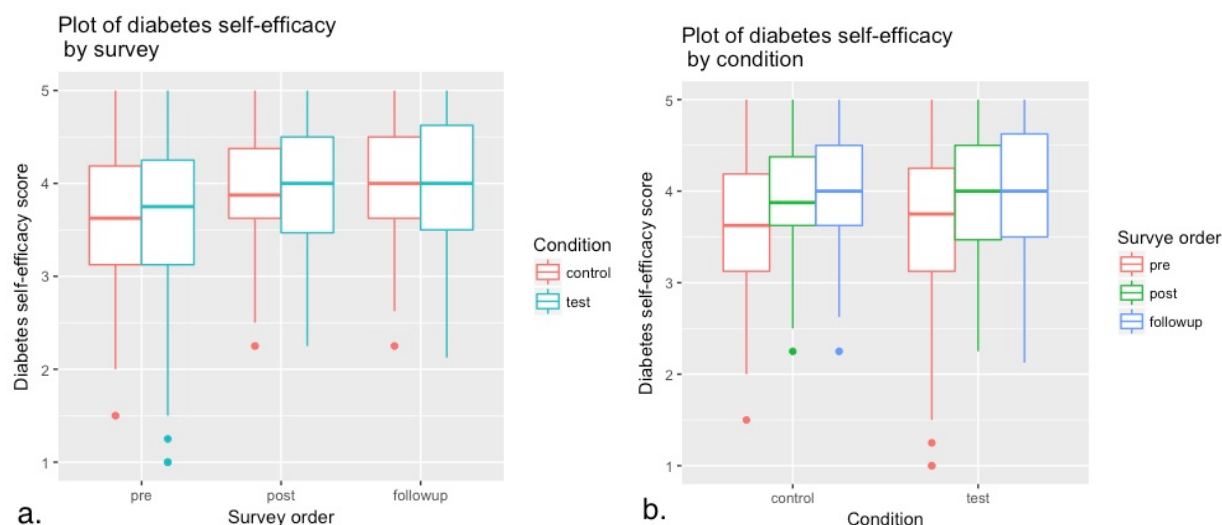 Plot of diabetes self-efficacy
by survey
Diabetes self-efficacy score
5
4
3
2
1
pre
post
followup
Survey order
Condition
control
test
a.
Plot of diabetes self-efficacy
by condition
Diabetes self-efficacy score
5
4
3
2
1
control
test
Condition
Survye order
pre
post
followup
b.